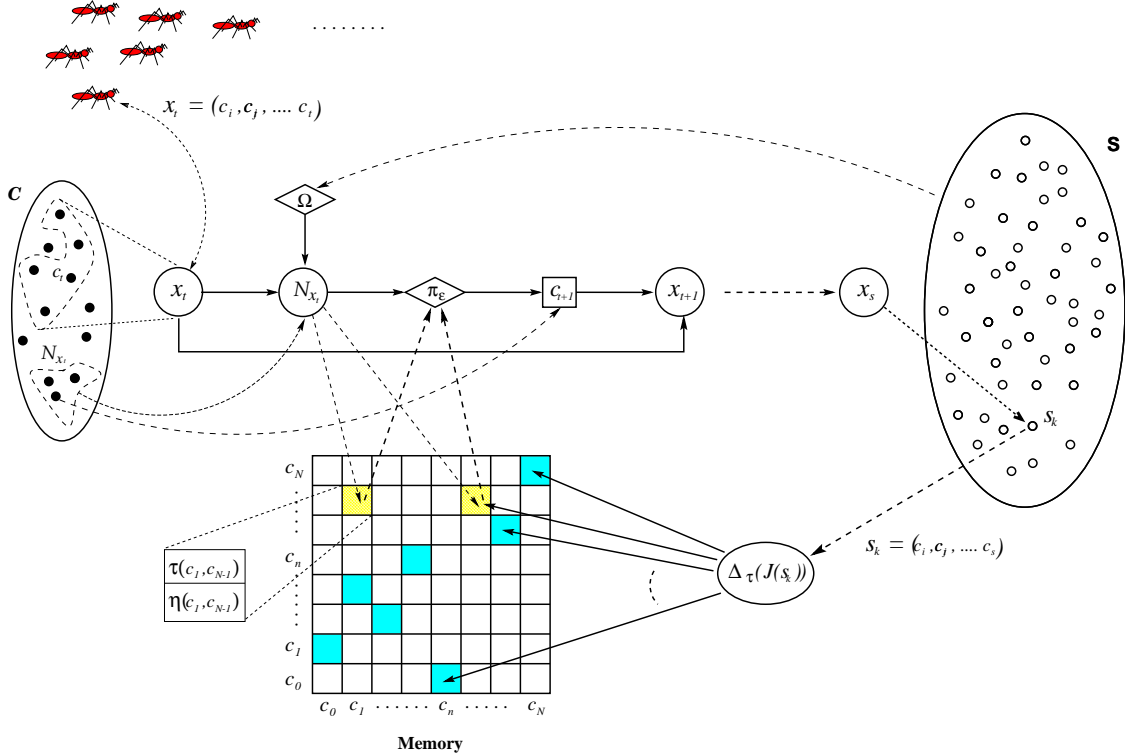 . . . . . . . .
x_t = (c_i , c_j , .... c_t)
S
C
Ω
c_t
x_t
N_{x_t}
π_ε
c_{t+1}
x_{t+1}
x_s
N_{x_t}
s_k
c_N
s_k = (c_i , c_j , .... c_s)
c_n
τ(c_1 , c_{N-1})
Δ_τ(J(s_k))
η(c_1 , c_{N-1})
c_1
c_0
c_0 c_1 . . . . . . c_n . . . . . c_N
Memory